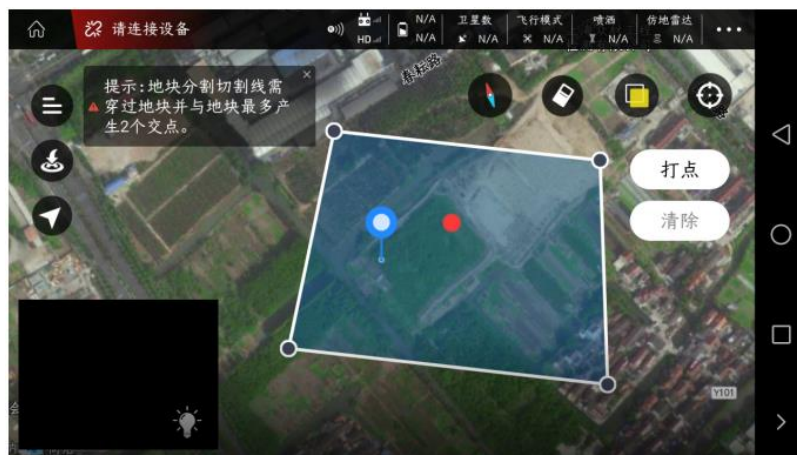 请连接设备
HD
N/A
N/A
卫星数
N/A
飞行模式
N/A
喷洒
N/A
仿地雷达
N/A
提示:地块分割切割线需
穿过地块并与地块最多产
生2个交点。
春耘路
打点
清除
Y101